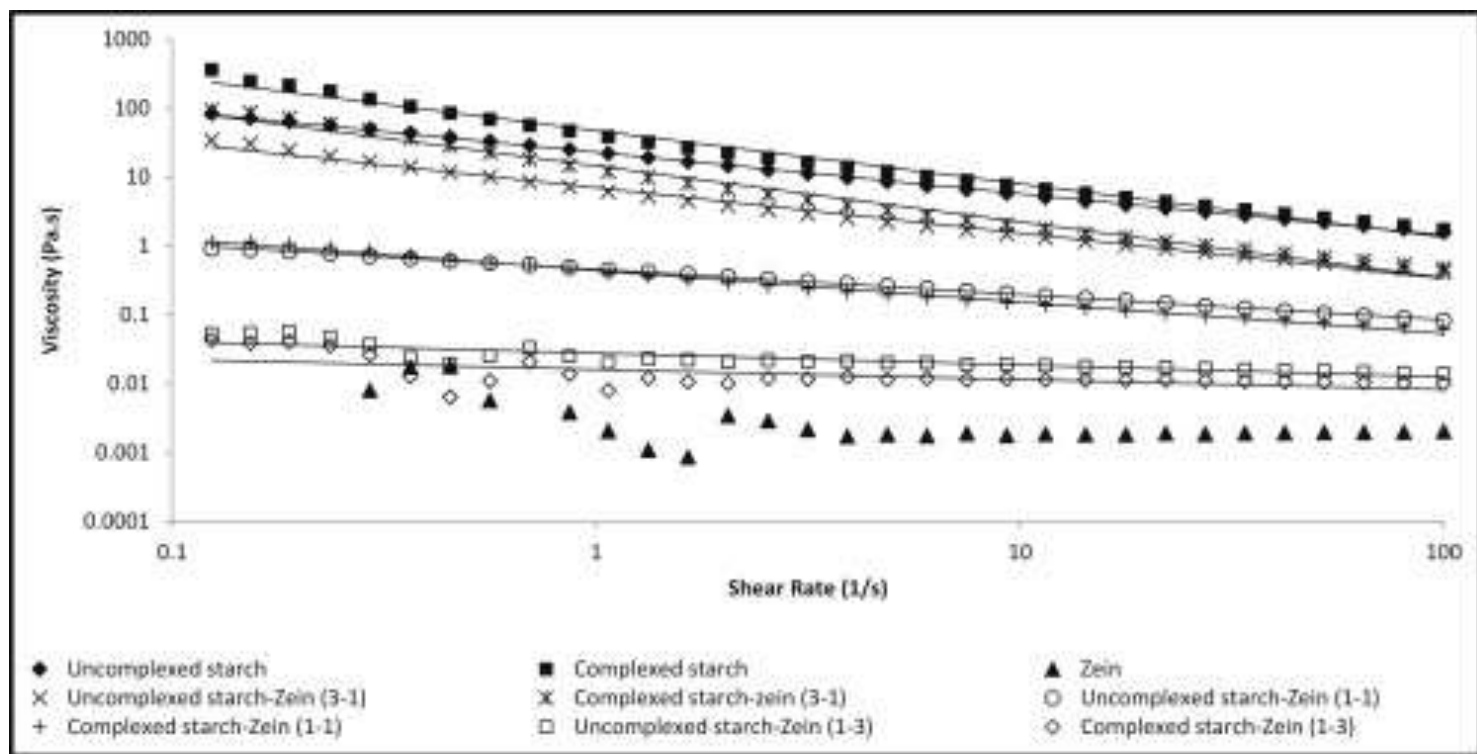 1000
100
10
1
0.1
0.01
0.001
0.0001
Viscosity (Pa.s)
0.1 1 10 100
Shear Rate (1/s)
Uncomplexed starch Complexed starch Zein
Uncomplexed starch-Zein (3-1) Complexed starch-zein (3-1) Uncomplexed starch-Zein (1-1)
Complexed starch-Zein (1-1) Uncomplexed starch-Zein (1-3) Complexed starch-Zein (1-3)